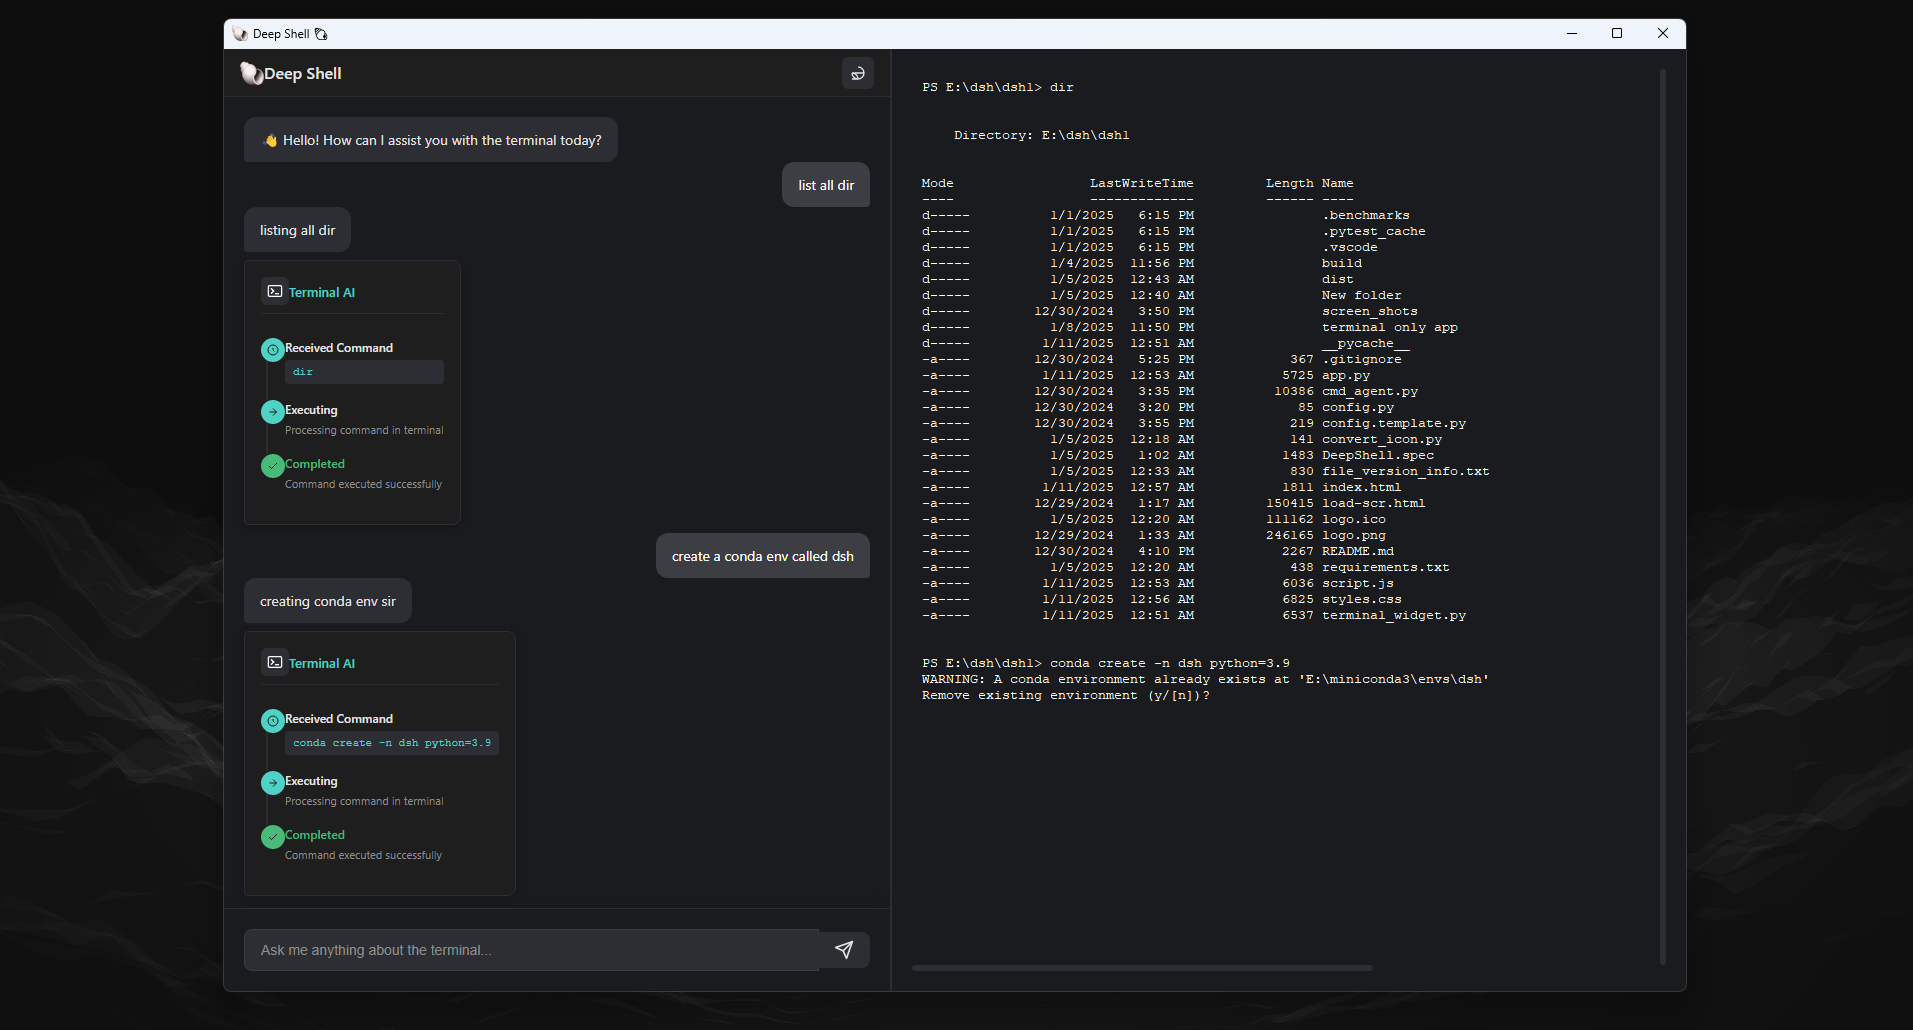 Deep Shell
Deep Shell
👋 Hello! How can I assist you with the terminal today?
list all dir
listing all dir
Terminal AI
Received Command
dir
Executing
Processing command in terminal
Completed
Command executed successfully
create a conda env called dsh
creating conda env sir
Terminal AI
Received Command
conda create -n dsh python=3.9
Executing
Processing command in terminal
Completed
Command executed successfully
Ask me anything about the terminal...
PS E:\dsh\dsh1> dir
Directory: E:\dsh\dsh1
Mode                 LastWriteTime         Length Name
----                 -------------         ------ ----
d-----          1/1/2025   6:15 PM                .benchmarks
d-----          1/1/2025   6:15 PM                .pytest_cache
d-----          1/1/2025   6:15 PM                .vscode
d-----          1/4/2025  11:56 PM                build
d-----          1/5/2025  12:43 AM                dist
d-----          1/5/2025  12:40 AM                New folder
d-----        12/30/2024   3:50 PM                screen_shots
d-----          1/8/2025  11:50 PM                terminal only app
d-----         1/11/2025  12:51 AM                __pycache__
-a----        12/30/2024   5:25 PM            367 .gitignore
-a----         1/11/2025  12:53 AM           5725 app.py
-a----        12/30/2024   3:35 PM          10386 cmd_agent.py
-a----        12/30/2024   3:20 PM             85 config.py
-a----        12/30/2024   3:55 PM            219 config.template.py
-a----          1/5/2025  12:18 AM            141 convert_icon.py
-a----          1/5/2025   1:02 AM           1483 DeepShell.spec
-a----          1/5/2025  12:33 AM            830 file_version_info.txt
-a----         1/11/2025  12:57 AM           1811 index.html
-a----        12/29/2024   1:17 AM         150415 load-scr.html
-a----          1/5/2025  12:20 AM         111162 logo.ico
-a----        12/29/2024   1:33 AM         246165 logo.png
-a----        12/30/2024   4:10 PM           2267 README.md
-a----          1/5/2025  12:20 AM            438 requirements.txt
-a----         1/11/2025  12:53 AM           6036 script.js
-a----         1/11/2025  12:56 AM           6825 styles.css
-a----         1/11/2025  12:51 AM           6537 terminal_widget.py
PS E:\dsh\dsh1> conda create -n dsh python=3.9
WARNING: A conda environment already exists at 'E:\miniconda3\envs\dsh'
Remove existing environment (y/[n])?